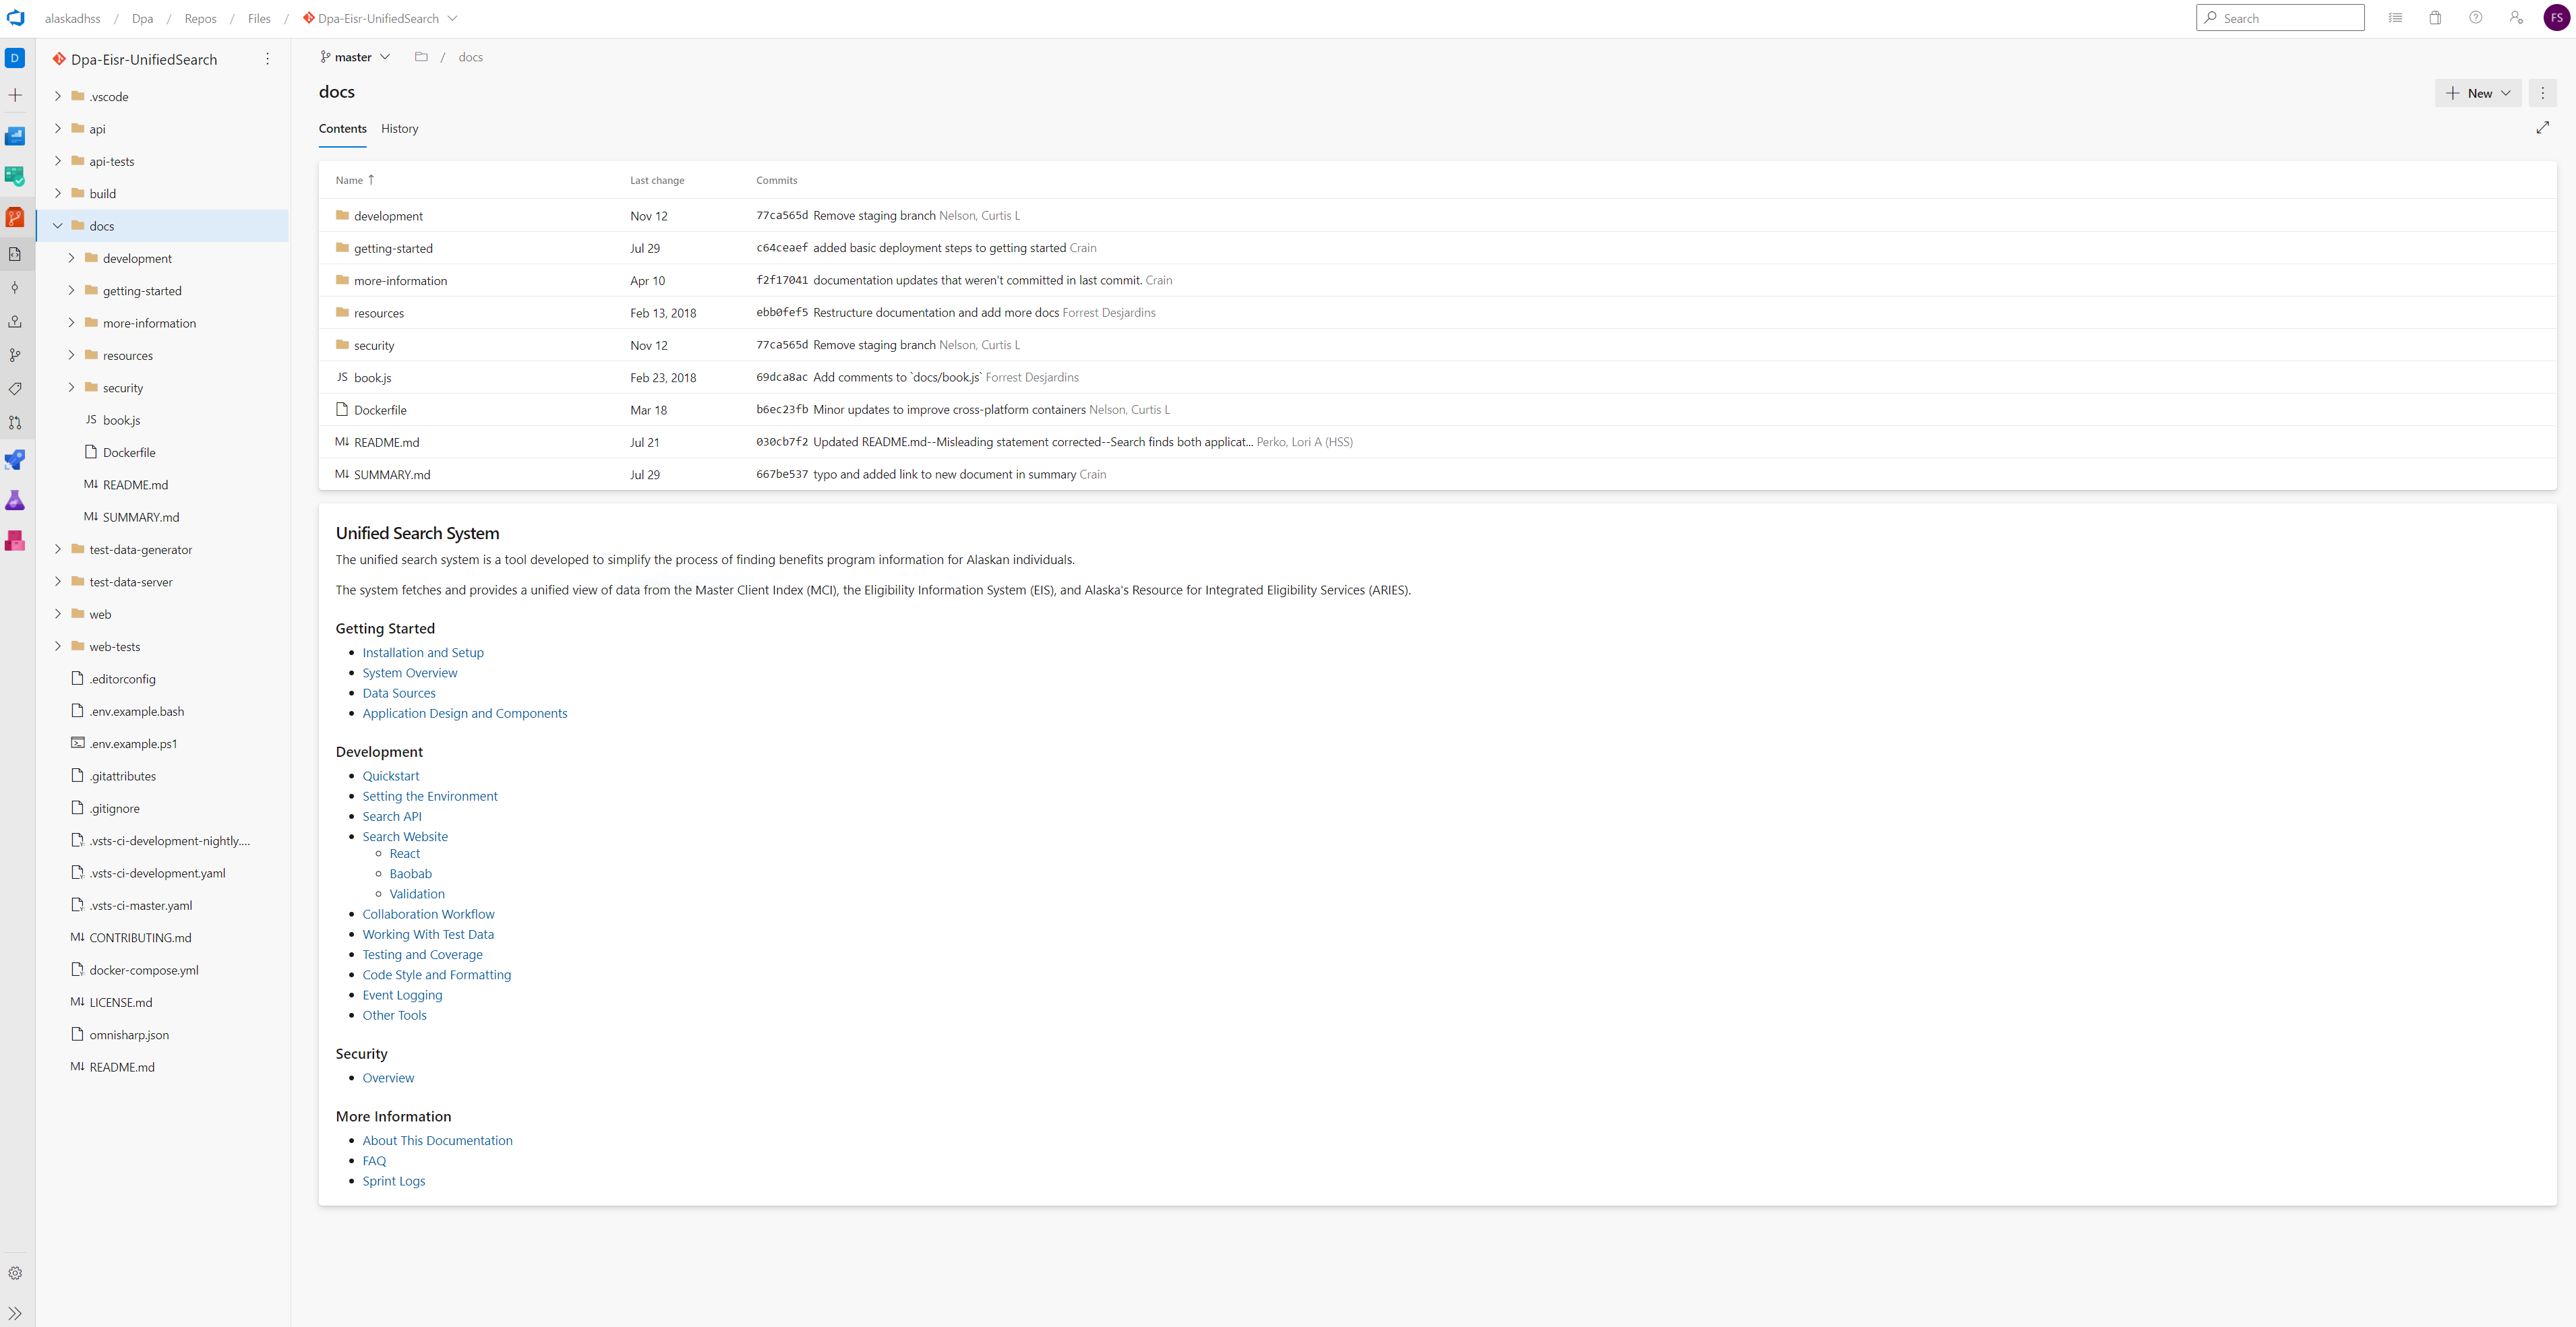 alaskadhss / Dpa / Repos / Files / Dpa-Eisr-UnifiedSearch
Search
FS
D
Dpa-Eisr-UnifiedSearch
.vscode
api
api-tests
build
docs
development
getting-started
more-information
resources
security
JS book.js
Dockerfile
M↓ README.md
M↓ SUMMARY.md
test-data-generator
test-data-server
web
web-tests
.editorconfig
.env.example.bash
.env.example.ps1
.gitattributes
.gitignore
.vsts-ci-development-nightly....
.vsts-ci-development.yaml
.vsts-ci-master.yaml
M↓ CONTRIBUTING.md
docker-compose.yml
M↓ LICENSE.md
omnisharp.json
M↓ README.md
master / docs
docs
New
Contents History
Name ↑ Last change Commits
development Nov 12 77ca565d Remove staging branch Nelson, Curtis L
getting-started Jul 29 c64ceaef added basic deployment steps to getting started Crain
more-information Apr 10 f2f17041 documentation updates that weren't committed in last commit. Crain
resources Feb 13, 2018 ebb0fef5 Restructure documentation and add more docs Forrest Desjardins
security Nov 12 77ca565d Remove staging branch Nelson, Curtis L
JS book.js Feb 23, 2018 69dca8ac Add comments to `docs/book.js` Forrest Desjardins
Dockerfile Mar 18 b6ec23fb Minor updates to improve cross-platform containers Nelson, Curtis L
M↓ README.md Jul 21 030cb7f2 Updated README.md--Misleading statement corrected--Search finds both applicat... Perko, Lori A (HSS)
M↓ SUMMARY.md Jul 29 667be537 typo and added link to new document in summary Crain
Unified Search System
The unified search system is a tool developed to simplify the process of finding benefits program information for Alaskan individuals.
The system fetches and provides a unified view of data from the Master Client Index (MCI), the Eligibility Information System (EIS), and Alaska's Resource for Integrated Eligibility Services (ARIES).
Getting Started
• Installation and Setup
• System Overview
• Data Sources
• Application Design and Components
Development
• Quickstart
• Setting the Environment
• Search API
• Search Website
◦ React
◦ Baobab
◦ Validation
• Collaboration Workflow
• Working With Test Data
• Testing and Coverage
• Code Style and Formatting
• Event Logging
• Other Tools
Security
• Overview
More Information
• About This Documentation
• FAQ
• Sprint Logs